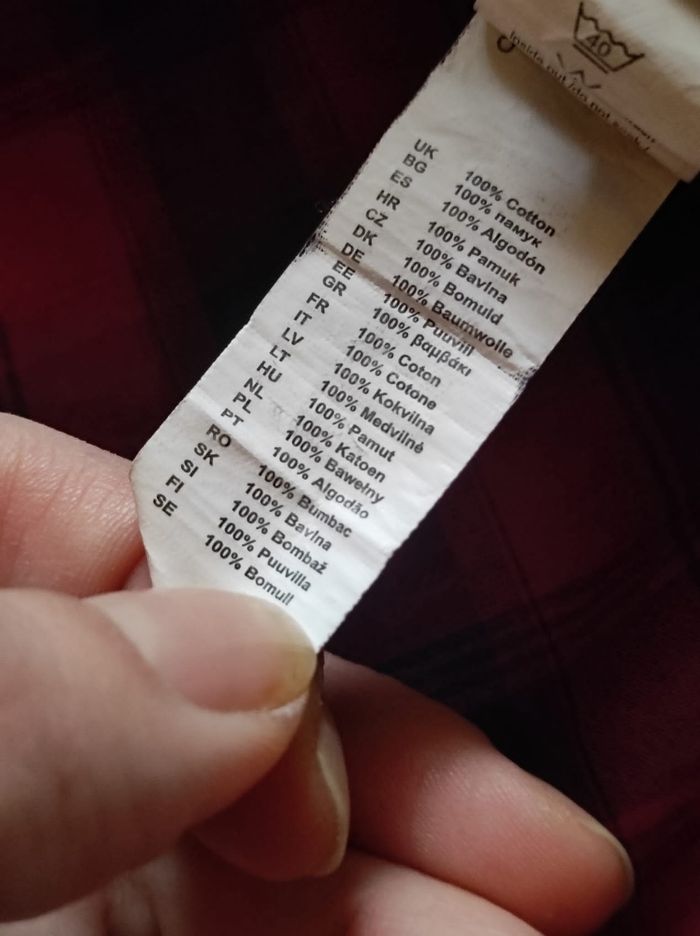 40
UK 100% Cotton
BG 100% памук
ES 100% Algodón
HR 100% Pamuk
CZ 100% Bavlna
DK 100% Bomuld
DE 100% Baumwolle
EE 100% Puuvill
GR 100% βαμβάκι
FR 100% Coton
IT 100% Cotone
LV 100% Kokvilna
LT 100% Medvilnė
HU 100% Pamut
NL 100% Katoen
PL 100% Bawełny
PT 100% Algodão
RO 100% Bumbac
SK 100% Bavlna
SI 100% Bombaž
FI 100% Puuvilla
SE 100% Bomull